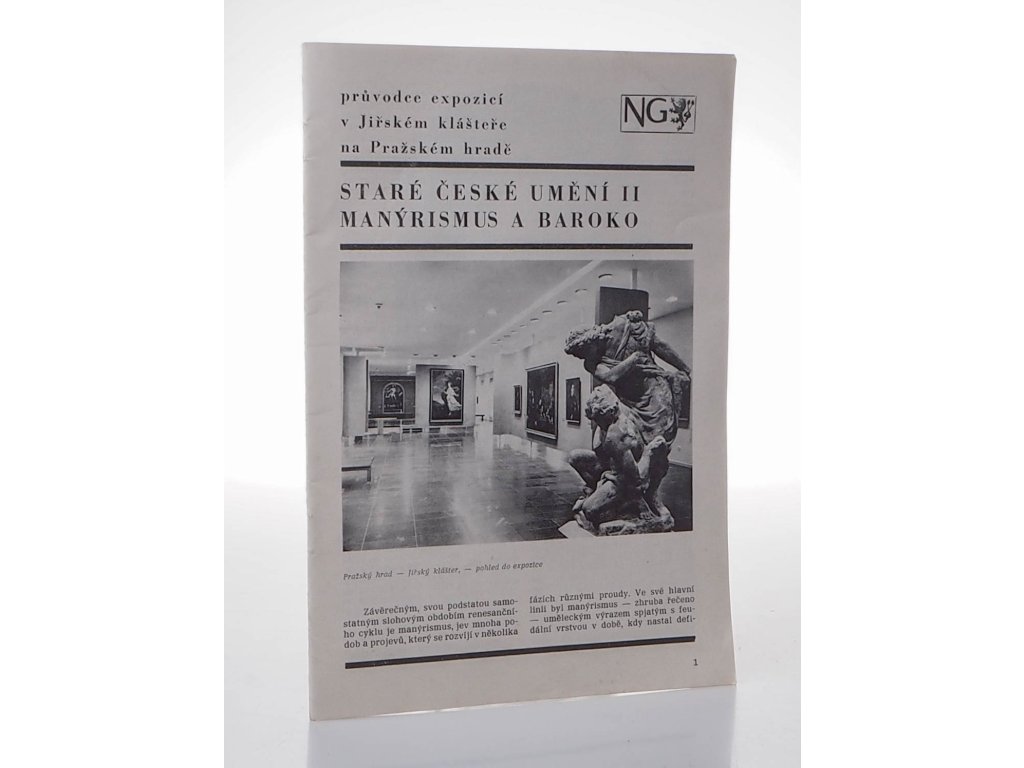 průvodce expozicí
v Jiřském klášteře
na Pražském hradě
NG
STARÉ ČESKÉ UMĚNÍ II
MANÝRISMUS A BAROKO
Pražský hrad — Jiřský klášter, — pohled do expozice
Závěrečným, svou podstatou samo-
statným slohovým obdobím renesanční-
ho cyklu je manýrismus, jev mnoha po-
dob a projevů, který se rozvíjí v několika
fázích různými proudy. Ve své hlavní
linii byl manýrismus — zhruba řečeno
— uměleckým výrazem spjatým s feu-
dální vrstvou v době, kdy nastal defi-
1